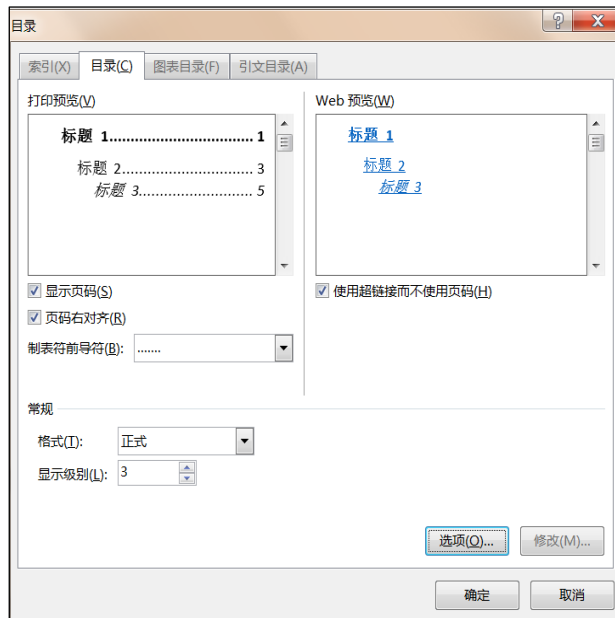 目录
索引(X) 目录(C) 图表目录(F) 引文目录(A)
打印预览(V)
标题 1................................ 1
标题 2............................. 3
标题 3......................... 5
Web 预览(W)
标题 1
标题 2
标题 3
显示页码(S)
页码右对齐(R)
制表符前导符(B): .......
使用超链接而不使用页码(H)
常规
格式(T): 正式
显示级别(L): 3
选项(O)... 修改(M)...
确定 取消